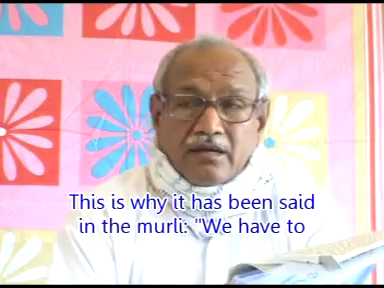 This is why it has been said
in the murli: "We have to